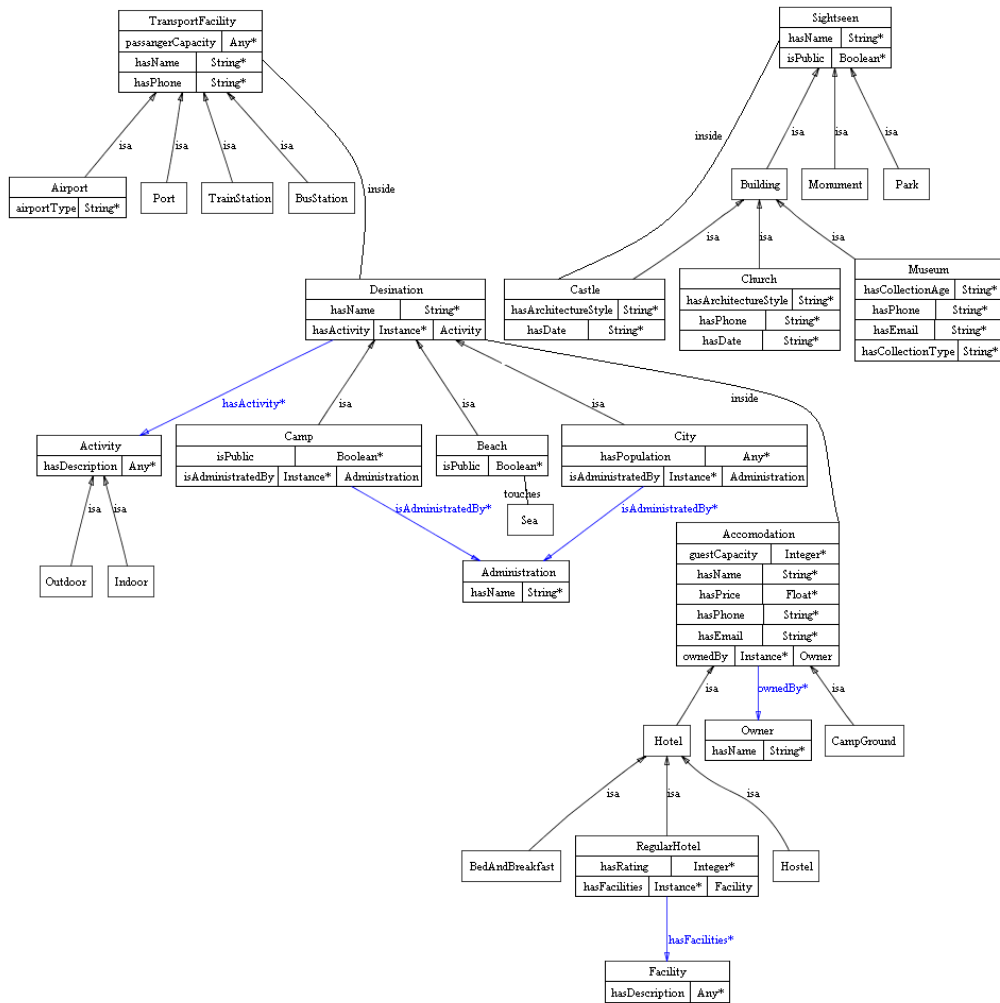 TransportFacility
passangerCapacity Any*
hasName String*
hasPhone String*
Sightseen
hasName String*
isPublic Boolean*
inside
isa
isa
isa
isa
isa
isa
isa
inside
Airport
airportType String*
Port
TrainStation
BusStation
Building
Monument
Park
isa
isa
isa
Desination
hasName String*
hasActivity Instance* Activity
Castle
hasArchitectureStyle String*
hasDate String*
Church
hasArchitectureStyle String*
hasPhone String*
hasDate String*
Museum
hasCollectionAge String*
hasPhone String*
hasEmail String*
hasCollectionType String*
hasActivity*
isa
isa
isa
inside
Activity
hasDescription Any*
Camp
isPublic Boolean*
isAdministratedBy Instance* Administration
Beach
isPublic Boolean*
City
hasPopulation Any*
isAdministratedBy Instance* Administration
touches
isa
isa
isAdministratedBy*
Sea
isAdministratedBy*
Outdoor
Indoor
Administration
hasName String*
Accomodation
guestCapacity Integer*
hasName String*
hasPrice Float*
hasPhone String*
hasEmail String*
ownedBy Instance* Owner
isa
ownedBy*
isa
Hotel
Owner
hasName String*
CampGround
isa
isa
isa
BedAndBreakfast
RegularHotel
hasRating Integer*
hasFacilities Instance* Facility
Hostel
hasFacilities*
Facility
hasDescription Any*